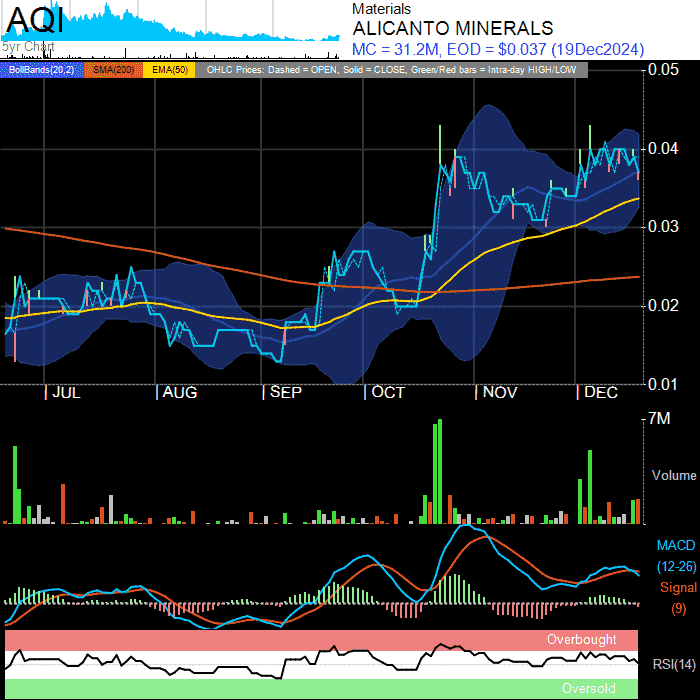 AQI
5yr Chart
Materials
ALICANTO MINERALS
MC = 31.2M, EOD = $0.037 (19Dec2024)
BollBands(20,2) SMA(200) EMA(50) OHLC Prices: Dashed = OPEN, Solid = CLOSE, Green/Red bars = Intra-day HIGH/LOW
0.05
0.04
0.03
0.02
0.01
| JUL | AUG | SEP | OCT | NOV | DEC
7M
Volume
MACD
(12-26)
Signal
(9)
Overbought
RSI(14)
Oversold